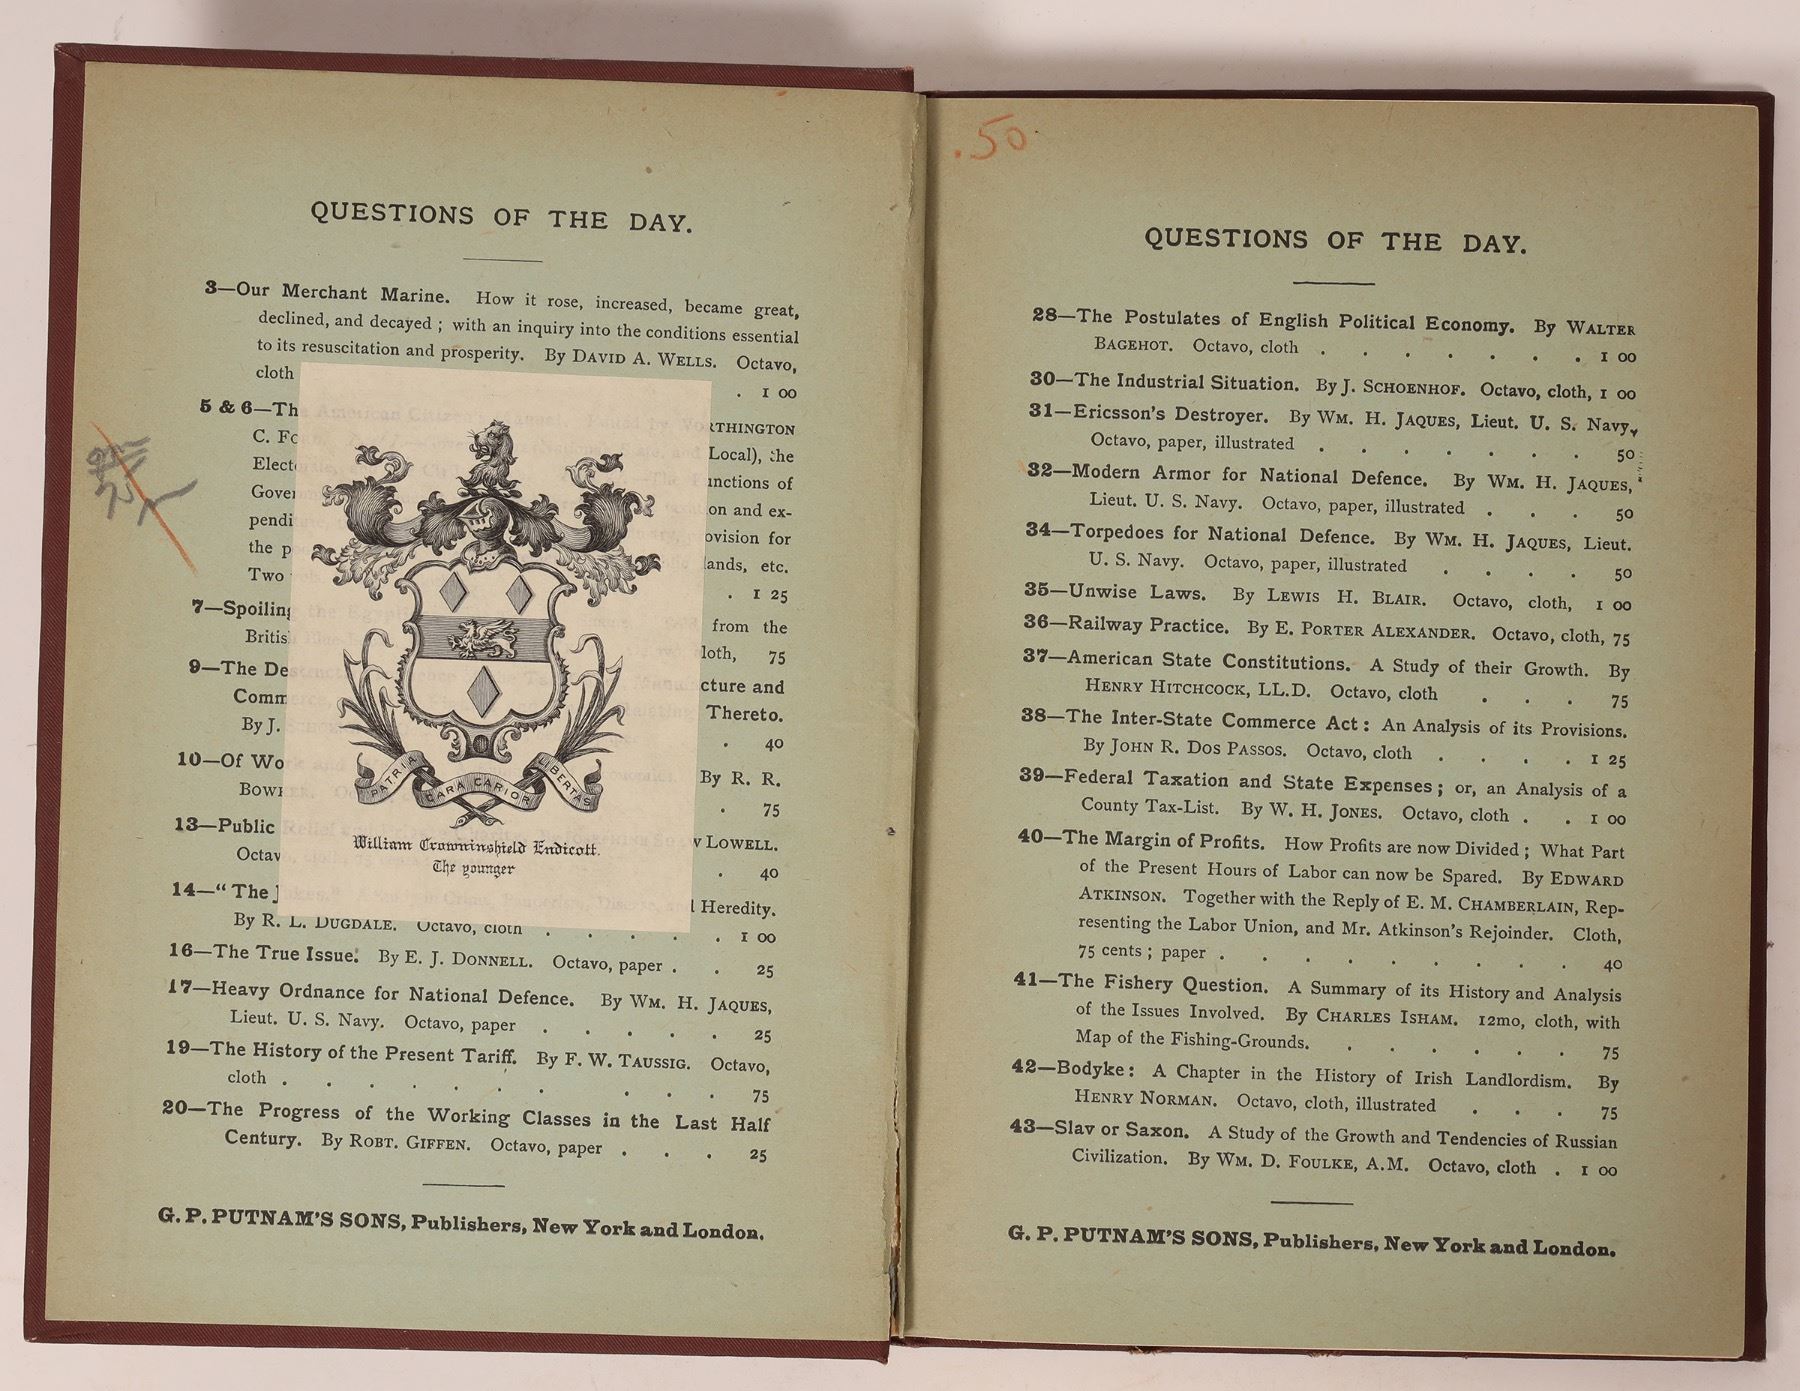 QUESTIONS OF THE DAY.
3—Our Merchant Marine. How it rose, increased, became great,
declined, and decayed ; with an inquiry into the conditions essential
to its resuscitation and prosperity. By DAVID A. WELLS. Octavo,
cloth . 1 00
5 & 6—The American Citizen's Manual. WORTHINGTON
C. Local), the
Functions of
on and ex-
the provision for
Two lands, etc.
. 1 25
7—Spoiling the from the
British cloth, 75
9—The cture and
Thereto.
By J. . 40
10—Of Work and By R. R.
. 75
13—Public Relief LOWELL.
. 40
14—"The Jukes." Crime, Pauperism, Disease, and Heredity.
By R. L. DUGDALE. Octavo, cloth . . . . . 1 00
16—The True Issue. By E. J. DONNELL. Octavo, paper . . 25
17—Heavy Ordnance for National Defence. By WM. H. JAQUES,
Lieut. U. S. Navy. Octavo, paper . . . . . 25
19—The History of the Present Tariff. By F. W. TAUSSIG. Octavo,
cloth . . . . . . . . . . 75
20—The Progress of the Working Classes in the Last Half
Century. By ROBT. GIFFEN. Octavo, paper . . . 25
G. P. PUTNAM'S SONS, Publishers, New York and London.
PATRIA CARA CARIOR LIBERTAS
William Crowninshield Endicott.
The younger
.50
QUESTIONS OF THE DAY.
28—The Postulates of English Political Economy. By WALTER
BAGEHOT. Octavo, cloth . . . . . . . 1 00
30—The Industrial Situation. By J. SCHOENHOF. Octavo, cloth, 1 00
31—Ericsson's Destroyer. By WM. H. JAQUES, Lieut. U. S. Navy,
Octavo, paper, illustrated . . . . . . . 50
32—Modern Armor for National Defence. By WM. H. JAQUES,
Lieut. U. S. Navy. Octavo, paper, illustrated . . . 50
34—Torpedoes for National Defence. By WM. H. JAQUES, Lieut.
U. S. Navy. Octavo, paper, illustrated . . . . 50
35—Unwise Laws. By LEWIS H. BLAIR. Octavo, cloth, 1 00
36—Railway Practice. By E. PORTER ALEXANDER. Octavo, cloth, 75
37—American State Constitutions. A Study of their Growth. By
HENRY HITCHCOCK, LL.D. Octavo, cloth . . . 75
38—The Inter-State Commerce Act: An Analysis of its Provisions.
By JOHN R. DOS PASSOS. Octavo, cloth . . . . 1 25
39—Federal Taxation and State Expenses; or, an Analysis of a
County Tax-List. By W. H. JONES. Octavo, cloth . . 1 00
40—The Margin of Profits. How Profits are now Divided ; What Part
of the Present Hours of Labor can now be Spared. By EDWARD
ATKINSON. Together with the Reply of E. M. CHAMBERLAIN, Rep-
resenting the Labor Union, and Mr. Atkinson's Rejoinder. Cloth,
75 cents ; paper . . . . . . . . . 40
41—The Fishery Question. A Summary of its History and Analysis
of the Issues Involved. By CHARLES ISHAM. 12mo, cloth, with
Map of the Fishing-Grounds. . . . . . . 75
42—Bodyke: A Chapter in the History of Irish Landlordism. By
HENRY NORMAN. Octavo, cloth, illustrated . . . 75
43—Slav or Saxon. A Study of the Growth and Tendencies of Russian
Civilization. By WM. D. FOULKE, A.M. Octavo, cloth . 1 00
G. P. PUTNAM'S SONS, Publishers, New York and London.